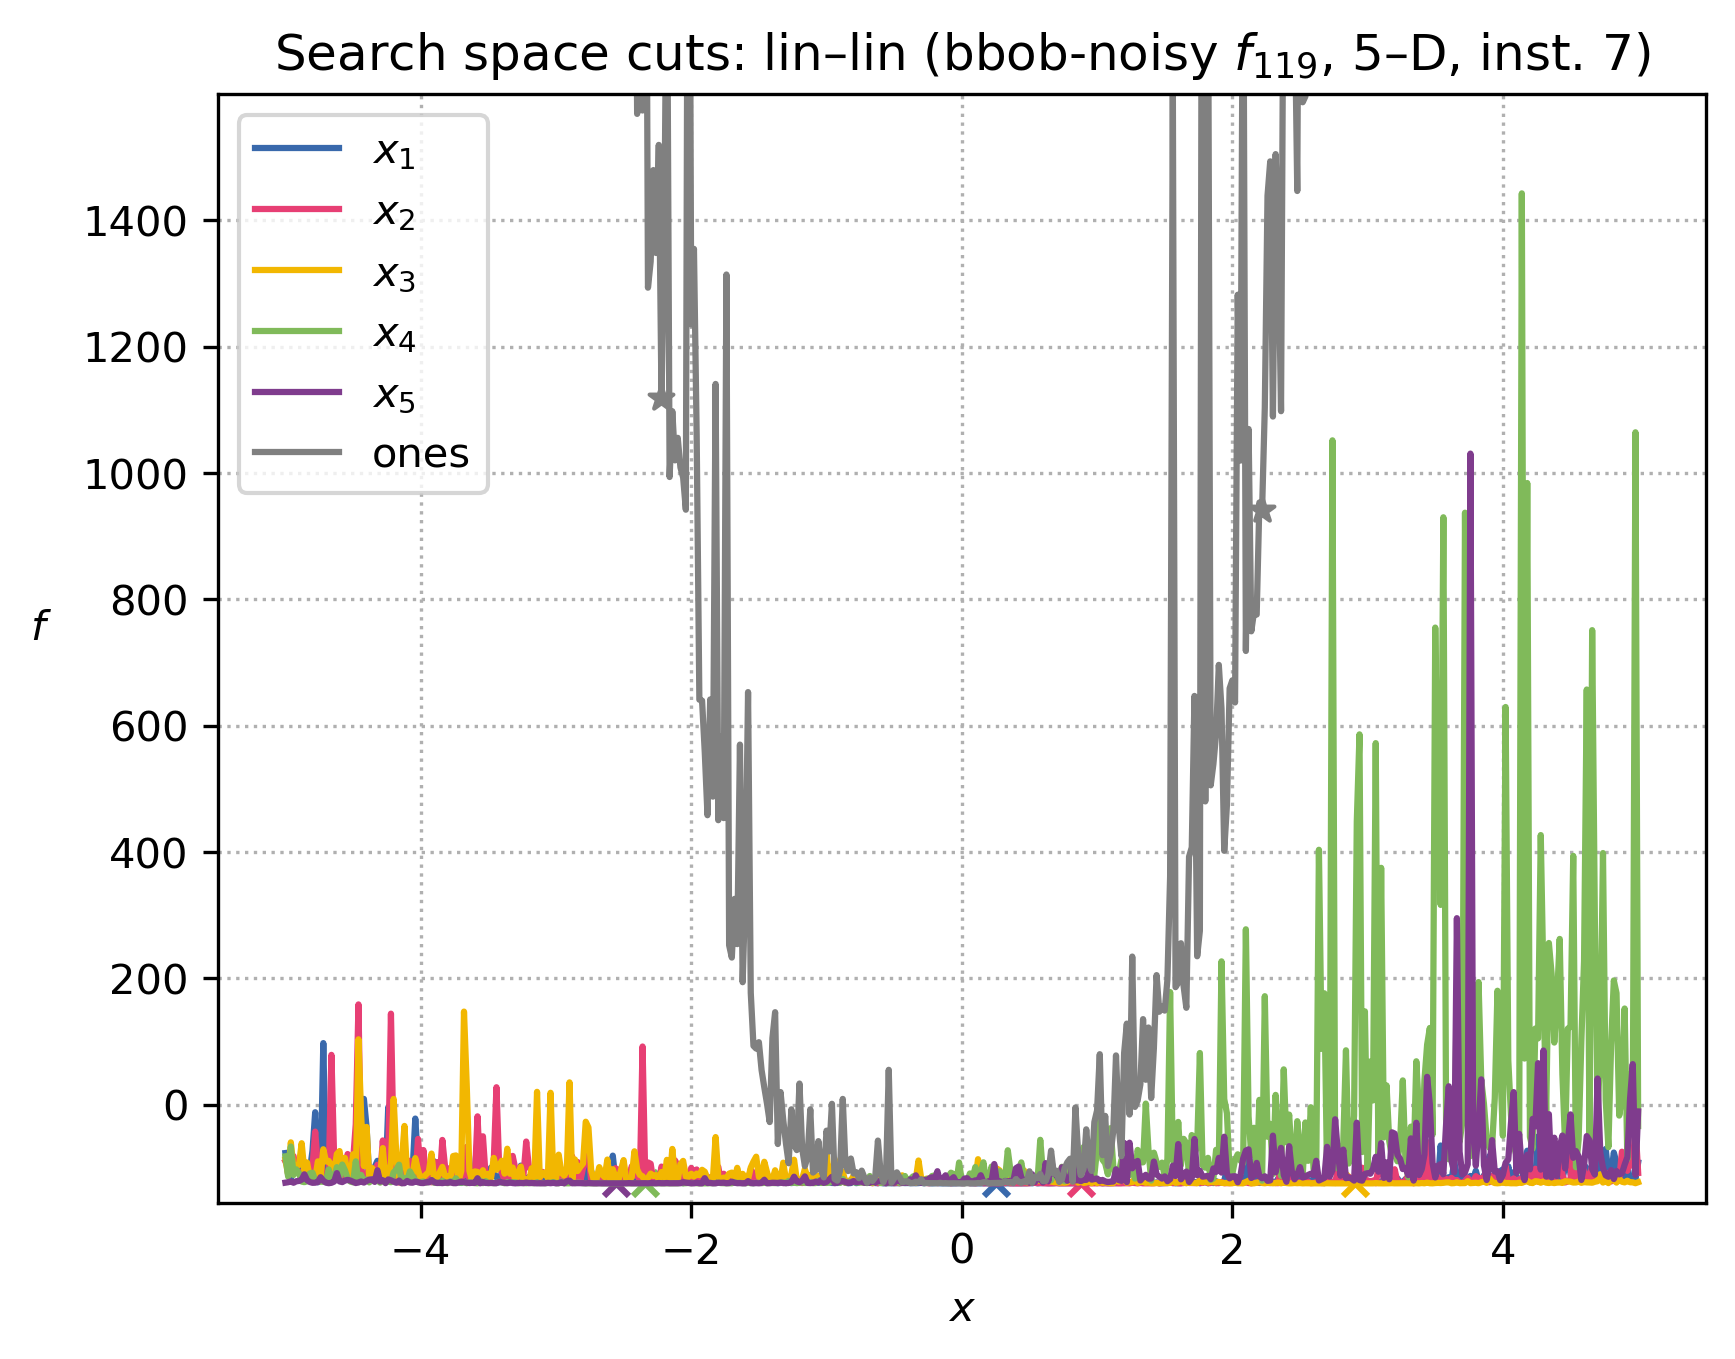 Search space cuts: lin–lin (bbob-noisy f₁₁₉, 5–D, inst. 7)
x₁
x₂
x₃
x₄
x₅
ones
1400
1200
1000
800
600
400
200
0
f
−4
−2
0
2
4
x